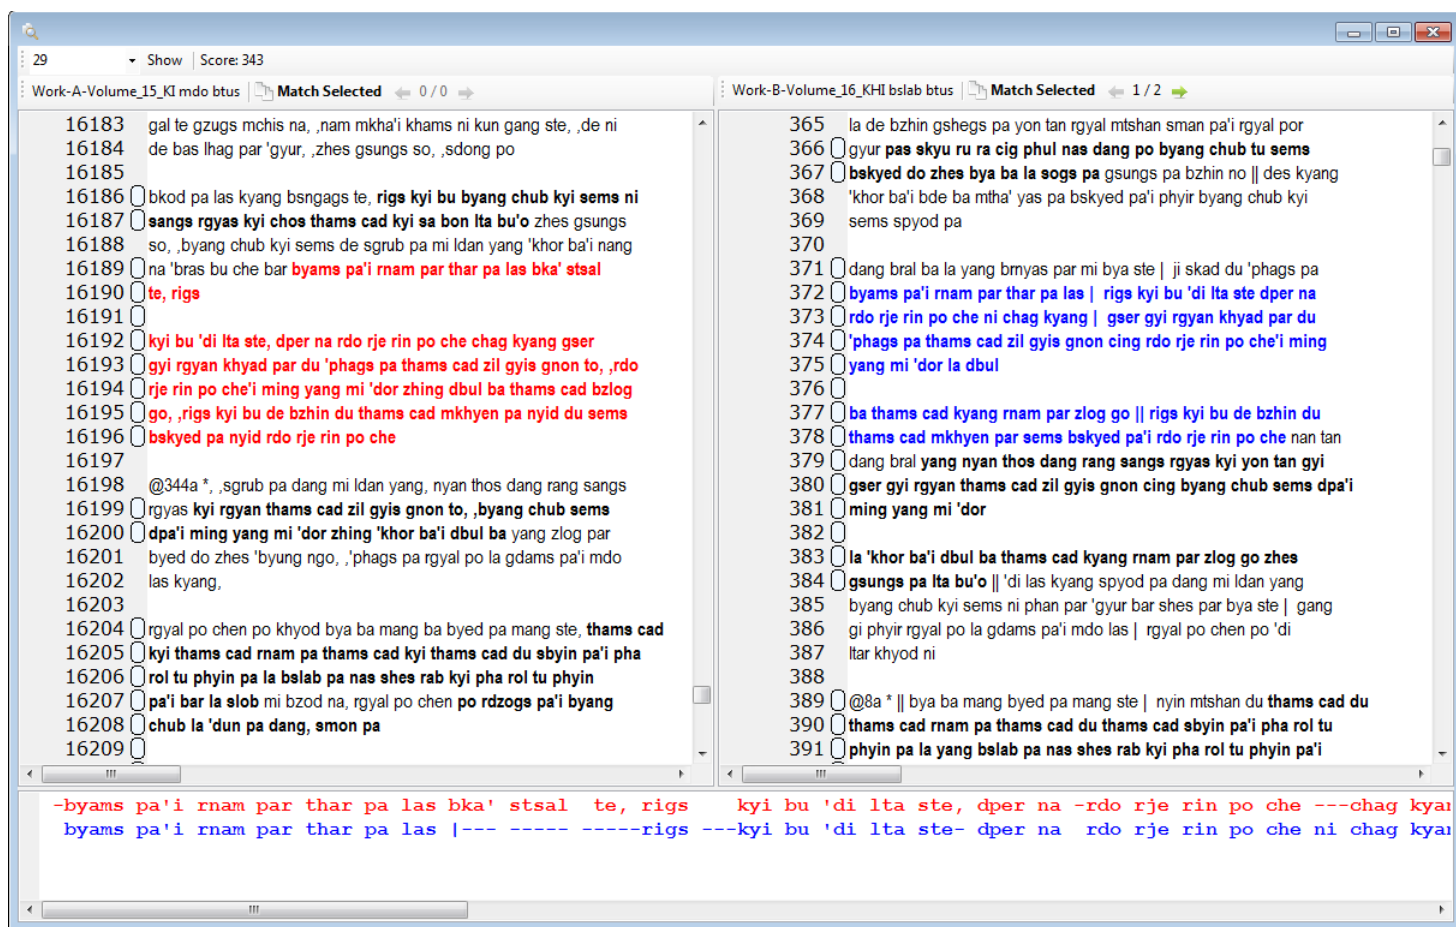 29 Show Score: 343
Work-A-Volume_15_KI mdo btus Match Selected 0 / 0
16183 gal te gzugs mchis na, ,nam mkha'i khams ni kun gang ste, ,de ni
16184 de bas lhag par 'gyur, ,zhes gsungs so, ,sdong po
16185
16186 bkod pa las kyang bsngags te, rigs kyi bu byang chub kyi sems ni
16187 sangs rgyas kyi chos thams cad kyi sa bon lta bu'o zhes gsungs
16188 so, ,byang chub kyi sems de sgrub pa mi ldan yang 'khor ba'i nang
16189 na 'bras bu che bar byams pa'i rnam par thar pa las bka' stsal
16190 te, rigs
16191
16192 kyi bu 'di lta ste, dper na rdo rje rin po che chag kyang gser
16193 gyi rgyan khyad par du 'phags pa thams cad zil gyis gnon to, ,rdo
16194 rje rin po che'i ming yang mi 'dor zhing dbul ba thams cad bzlog
16195 go, ,rigs kyi bu de bzhin du thams cad mkhyen pa nyid du sems
16196 bskyed pa nyid rdo rje rin po che
16197
16198 @344a *, ,sgrub pa dang mi ldan yang, nyan thos dang rang sangs
16199 rgyas kyi rgyan thams cad zil gyis gnon to, ,byang chub sems
16200 dpa'i ming yang mi 'dor zhing 'khor ba'i dbul ba yang zlog par
16201 byed do zhes 'byung ngo, ,'phags pa rgyal po la gdams pa'i mdo
16202 las kyang,
16203
16204 rgyal po chen po khyod bya ba mang ba byed pa mang ste, thams cad
16205 kyi thams cad rnam pa thams cad kyi thams cad du sbyin pa'i pha
16206 rol tu phyin pa la bslab pa nas shes rab kyi pha rol tu phyin
16207 pa'i bar la slob mi bzod na, rgyal po chen po rdzogs pa'i byang
16208 chub la 'dun pa dang, smon pa
16209
Work-B-Volume_16_KHI bslab btus Match Selected 1 / 2
365 la de bzhin gshegs pa yon tan rgyal mtshan sman pa'i rgyal por
366 gyur pas skyu ru ra cig phul nas dang po byang chub tu sems
367 bskyed do zhes bya ba la sogs pa gsungs pa bzhin no || des kyang
368 'khor ba'i bde ba mtha' yas pa bskyed pa'i phyir byang chub kyi
369 sems spyod pa
370
371 dang bral ba la yang brnyas par mi bya ste | ji skad du 'phags pa
372 byams pa'i rnam par thar pa las | rigs kyi bu 'di lta ste dper na
373 rdo rje rin po che ni chag kyang | gser gyi rgyan khyad par du
374 'phags pa thams cad zil gyis gnon cing rdo rje rin po che'i ming
375 yang mi 'dor la dbul
376
377 ba thams cad kyang rnam par zlog go || rigs kyi bu de bzhin du
378 thams cad mkhyen par sems bskyed pa'i rdo rje rin po che nan tan
379 dang bral yang nyan thos dang rang sangs rgyas kyi yon tan gyi
380 gser gyi rgyan thams cad zil gyis gnon cing byang chub sems dpa'i
381 ming yang mi 'dor
382
383 la 'khor ba'i dbul ba thams cad kyang rnam par zlog go zhes
384 gsungs pa lta bu'o || 'di las kyang spyod pa dang mi ldan yang
385 byang chub kyi sems ni phan par 'gyur bar shes par bya ste | gang
386 gi phyir rgyal po la gdams pa'i mdo las | rgyal po chen po 'di
387 ltar khyod ni
388
389 @8a * || bya ba mang byed pa mang ste | nyin mtshan du thams cad du
390 thams cad rnam pa thams cad du thams cad sbyin pa'i pha rol tu
391 phyin pa la yang bslab pa nas shes rab kyi pha rol tu phyin pa'i
-byams pa'i rnam par thar pa las bka' stsal te, rigs kyi bu 'di lta ste, dper na -rdo rje rin po che ---chag kyan
byams pa'i rnam par thar pa las |--- ----- -----rigs ---kyi bu 'di lta ste- dper na rdo rje rin po che ni chag kyan